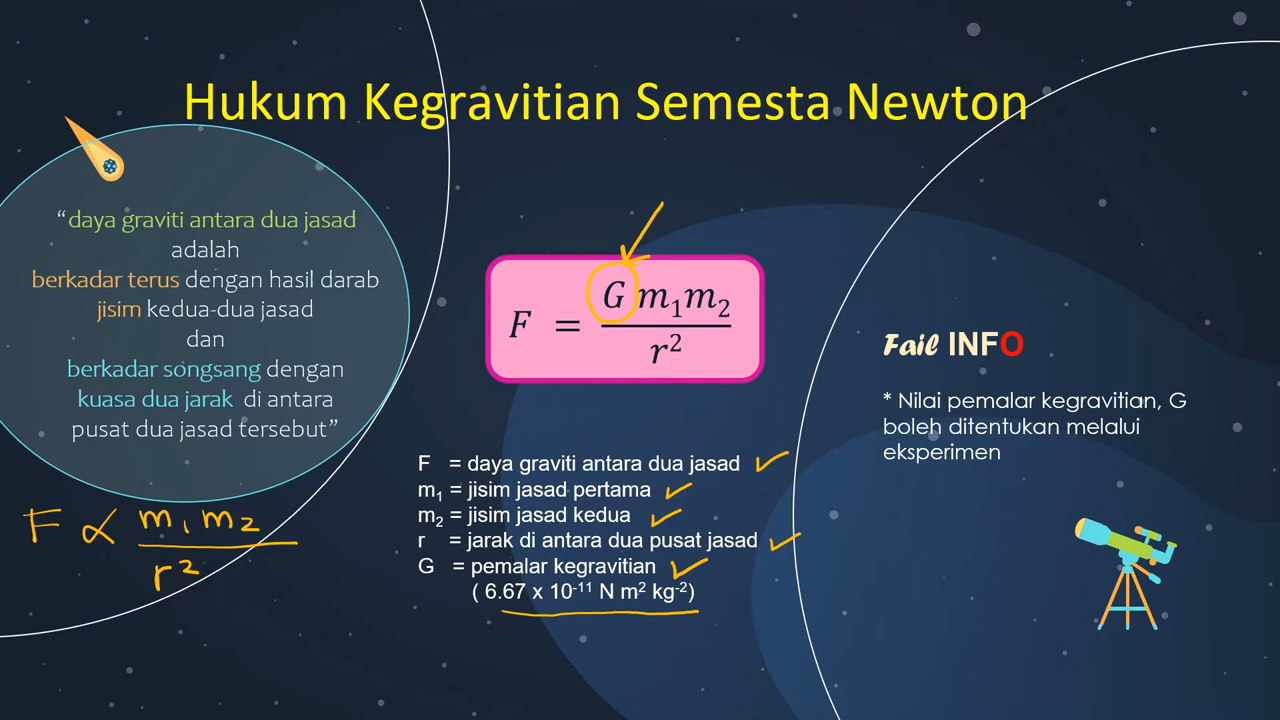 Hukum Kegravitian Semesta Newton
“daya graviti antara dua jasad
adalah
berkadar terus dengan hasil darab
jisim kedua-dua jasad
dan
berkadar songsang dengan
kuasa dua jarak di antara
pusat dua jasad tersebut”
F ∝ m₁m₂ / r²
F = G m₁m₂ / r²
F = daya graviti antara dua jasad
m₁ = jisim jasad pertama
m₂ = jisim jasad kedua
r = jarak di antara dua pusat jasad
G = pemalar kegravitian
( 6.67 x 10⁻¹¹ N m² kg⁻²)
Fail INFO
* Nilai pemalar kegravitian, G
boleh ditentukan melalui
eksperimen